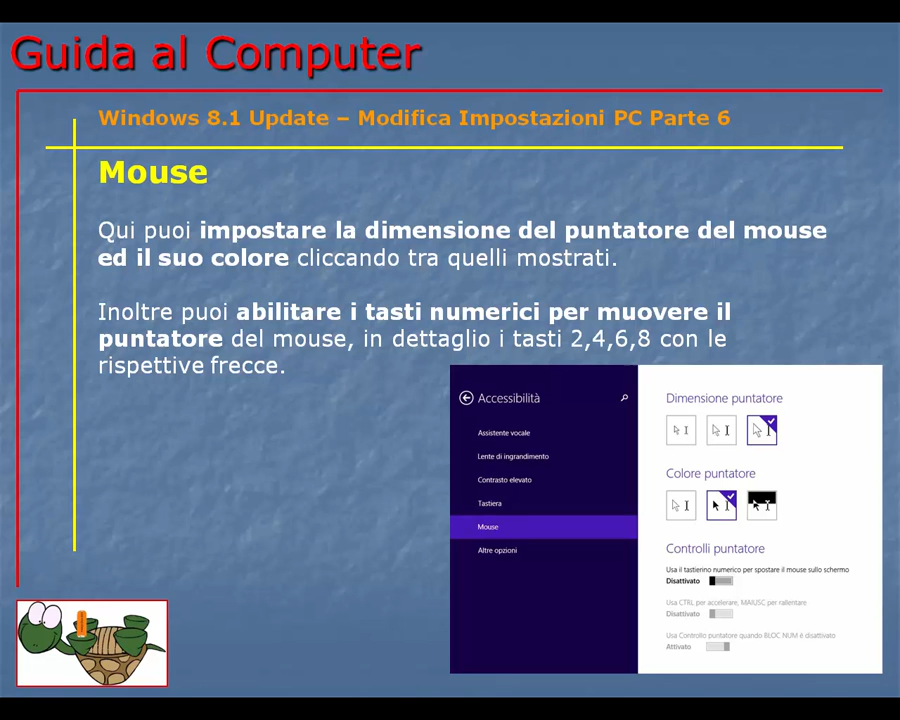 Guida al Computer
Windows 8.1 Update – Modifica Impostazioni PC Parte 6
Mouse
Qui puoi impostare la dimensione del puntatore del mouse
ed il suo colore cliccando tra quelli mostrati.
Inoltre puoi abilitare i tasti numerici per muovere il
puntatore del mouse, in dettaglio i tasti 2,4,6,8 con le
rispettive frecce.
Accessibilità
Assistente vocale
Lente di ingrandimento
Contrasto elevato
Tastiera
Mouse
Altre opzioni
Dimensione puntatore
Colore puntatore
Controlli puntatore
Usa il tastierino numerico per spostare il mouse sullo schermo
Disattivato
Usa CTRL per accelerare, MAIUSC per rallentare
Disattivato
Usa Controllo puntatore quando BLOC NUM è disattivato
Attivato